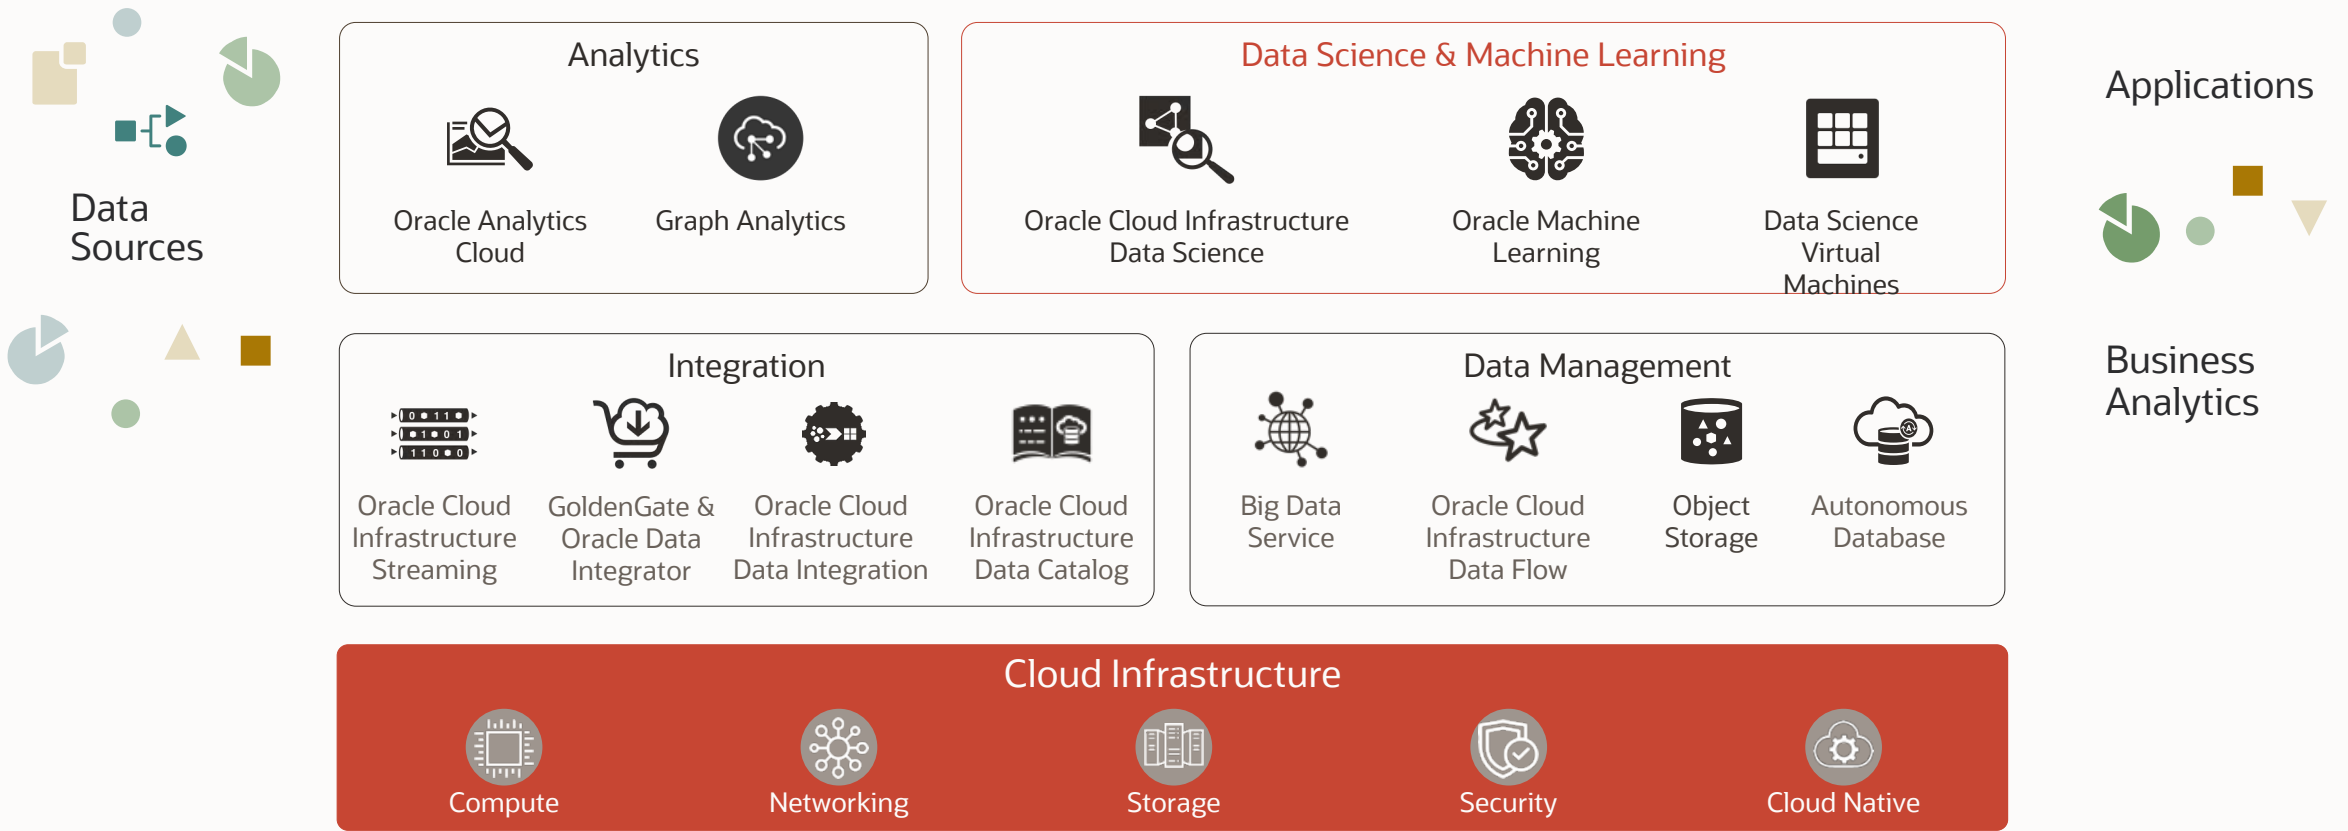 Data
Sources
Analytics
Oracle Analytics
Cloud
Graph Analytics
Data Science & Machine Learning
Oracle Cloud Infrastructure
Data Science
Oracle Machine
Learning
Data Science
Virtual
Machines
Applications
Business
Analytics
Integration
Oracle Cloud
Infrastructure
Streaming
GoldenGate &
Oracle Data
Integrator
Oracle Cloud
Infrastructure
Data Integration
Oracle Cloud
Infrastructure
Data Catalog
Data Management
Big Data
Service
Oracle Cloud
Infrastructure
Data Flow
Object
Storage
Autonomous
Database
Cloud Infrastructure
Compute
Networking
Storage
Security
Cloud Native